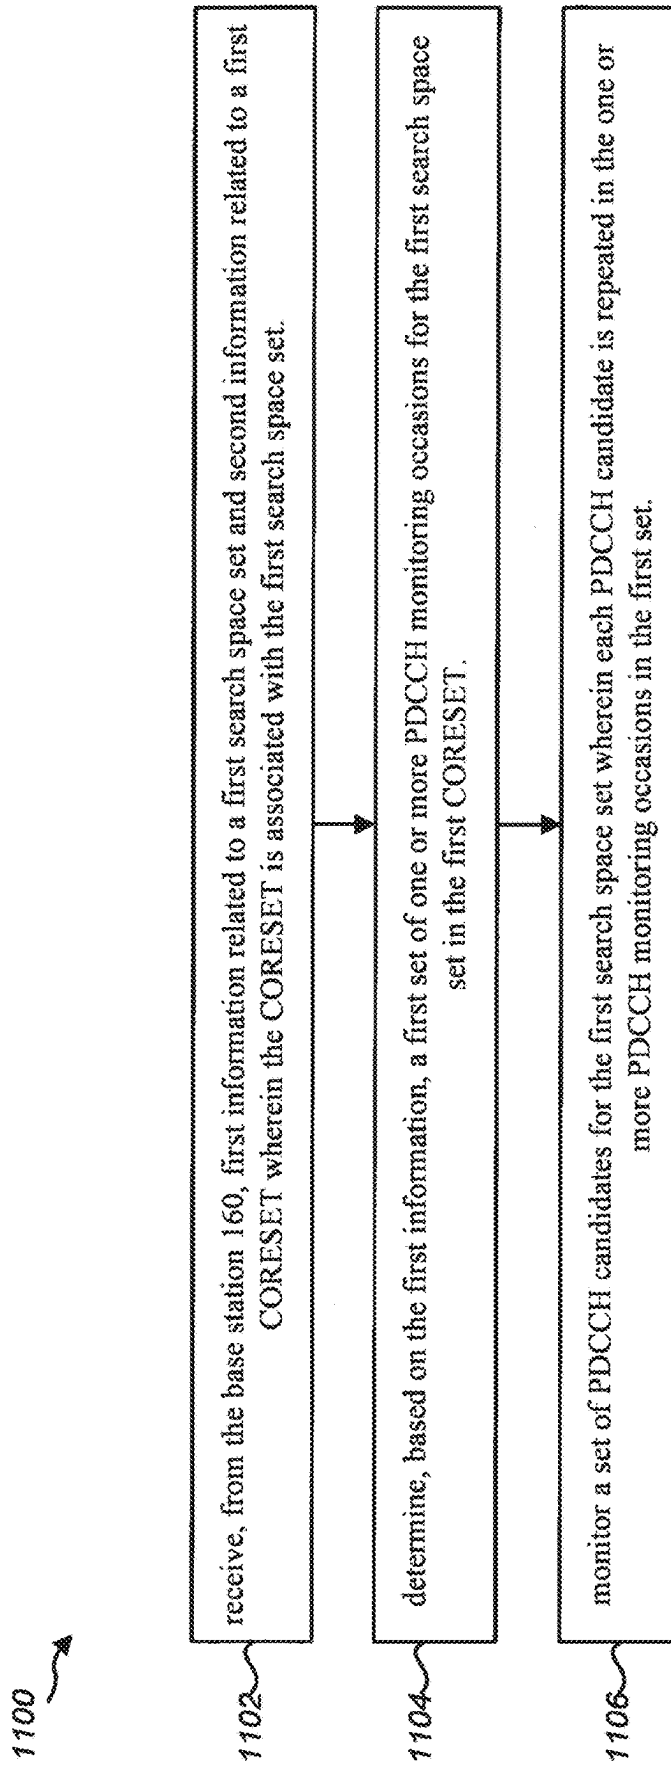 1100
1102
receive, from the base station 160, first information related to a first search space set and second information related to a first
CORESET wherein the CORESET is associated with the first search space set.
1104
determine, based on the first information, a first set of one or more PDCCH monitoring occasions for the first search space
set in the first CORESET.
1106
monitor a set of PDCCH candidates for the first search space set wherein each PDCCH candidate is repeated in the one or
more PDCCH monitoring occasions in the first set.